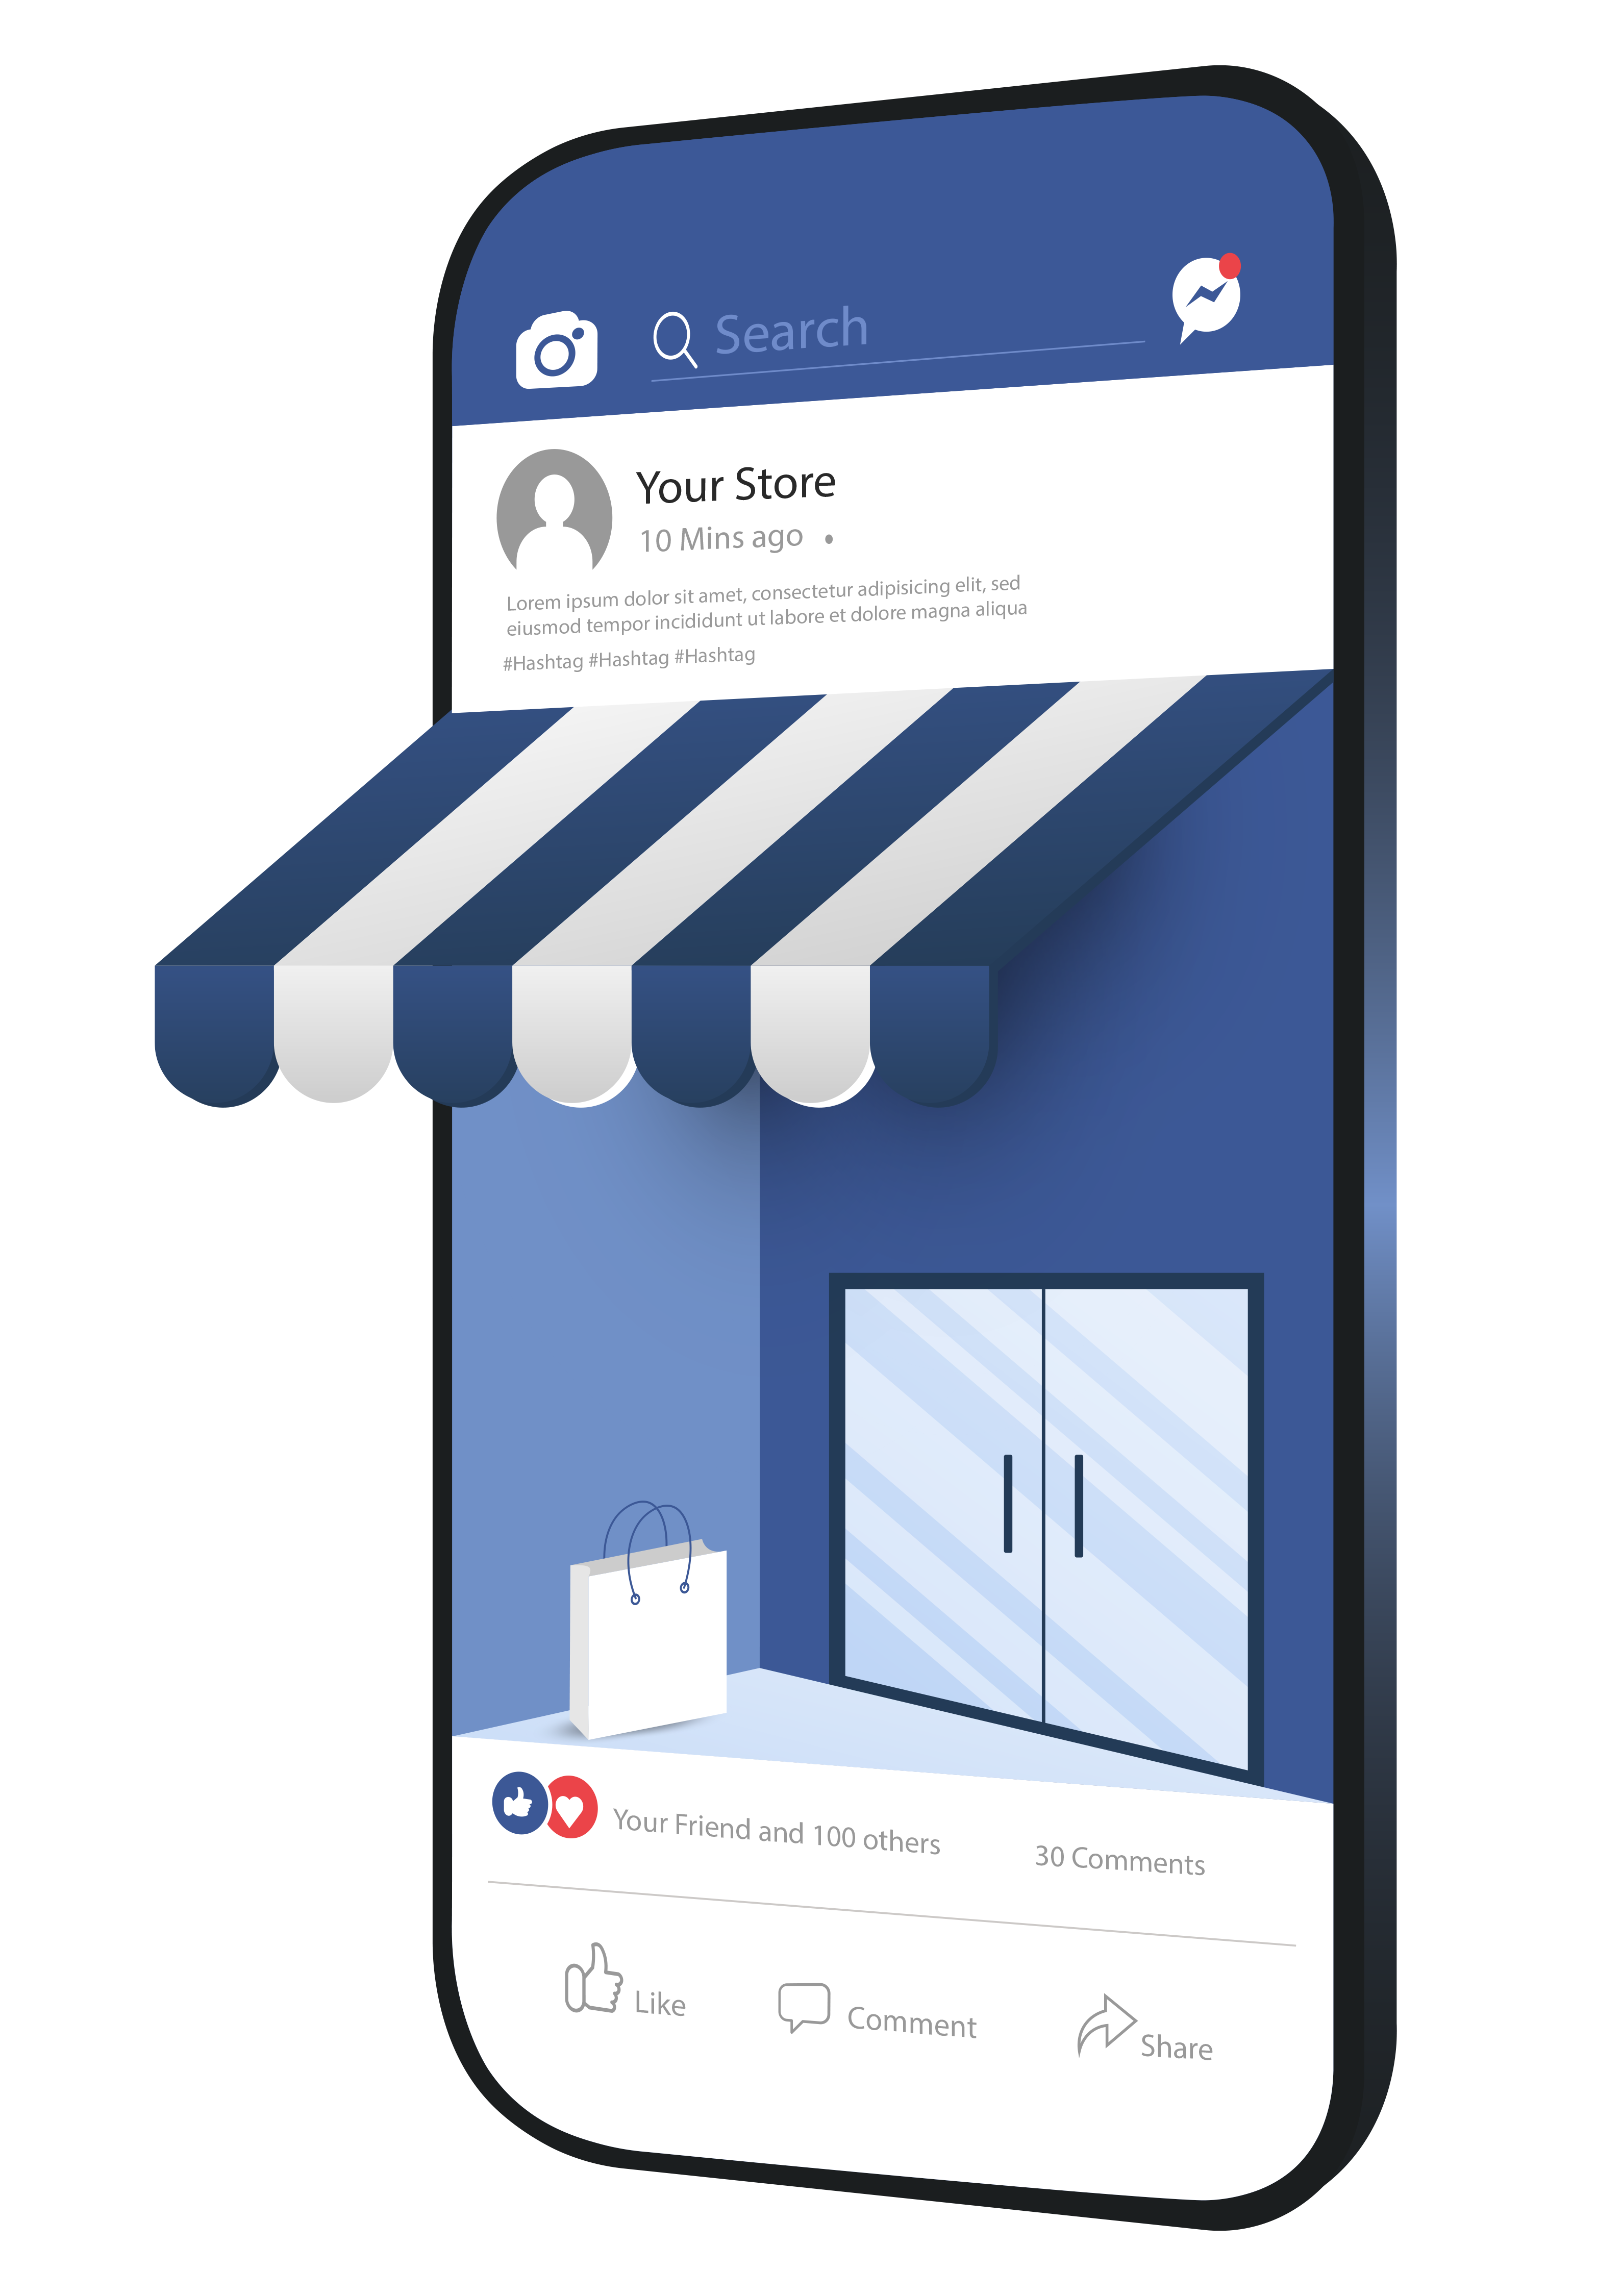 Search
Your Store
10 Mins ago •
Lorem ipsum dolor sit amet, consectetur adipisicing elit, sed
eiusmod tempor incididunt ut labore et dolore magna aliqua
#Hashtag #Hashtag #Hashtag
Your Friend and 100 others
30 Comments
Like
Comment
Share